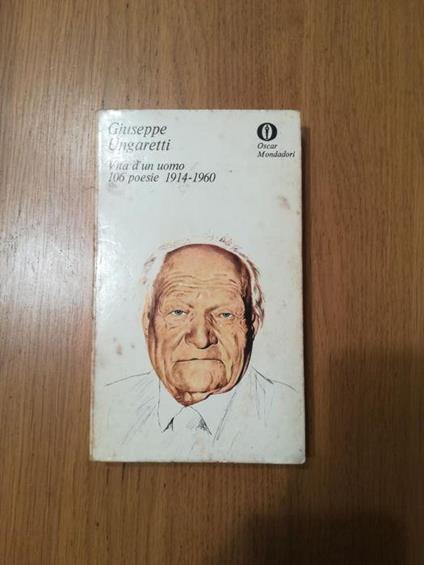 Giuseppe
Ungaretti
Vita d'un uomo
106 poesie 1914-1960
Oscar
Mondadori